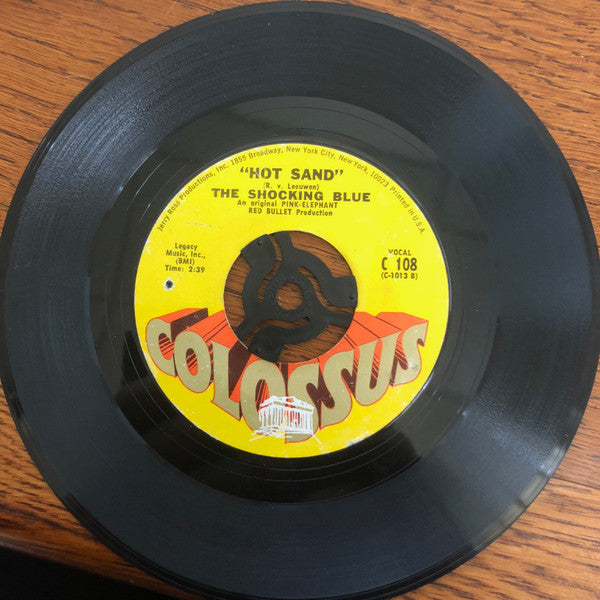 Jerry Ross Productions, Inc. 1855 Broadway, New York City, New York, 10023 Printed in U.S.A.
"HOT SAND"
(R. v. Leeuwen)
THE SHOCKING BLUE
An original PINK-ELEPHANT
RED BULLET Production
Legacy
Music, Inc.,
(BMI)
Time: 2:39
VOCAL
C 108
(C-1013 B)
COLOSSUS